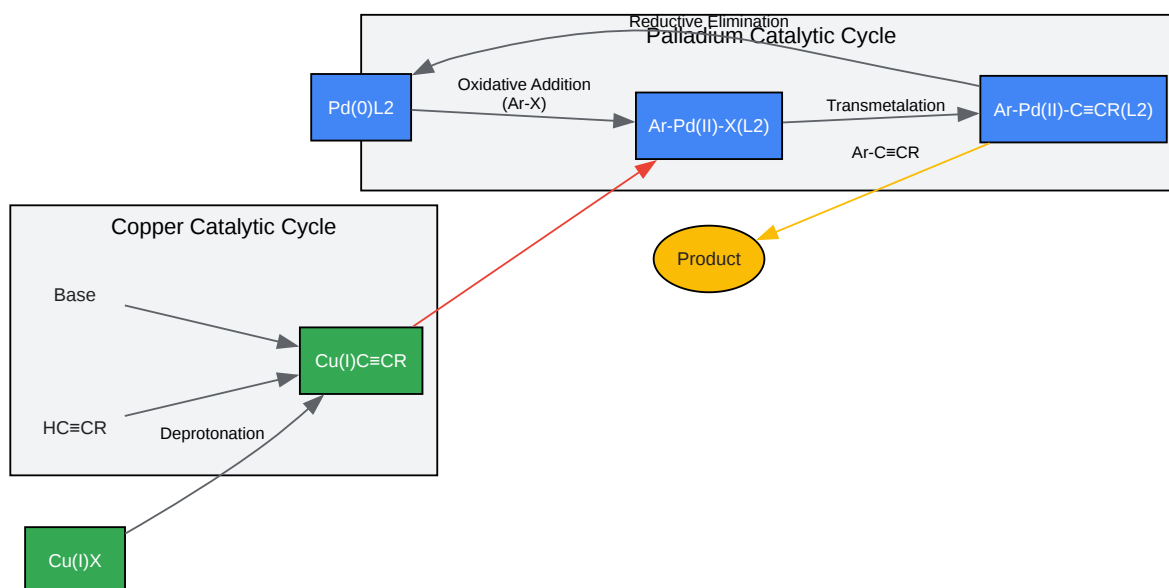 Reductive Elimination
Palladium Catalytic Cycle
Pd(0)L2
Oxidative Addition
(Ar-X)
Ar-Pd(II)-X(L2)
Transmetalation
Ar-Pd(II)-C≡CR(L2)
Ar-C≡CR
Product
Copper Catalytic Cycle
Base
Cu(I)C≡CR
HC≡CR
Deprotonation
Cu(I)X